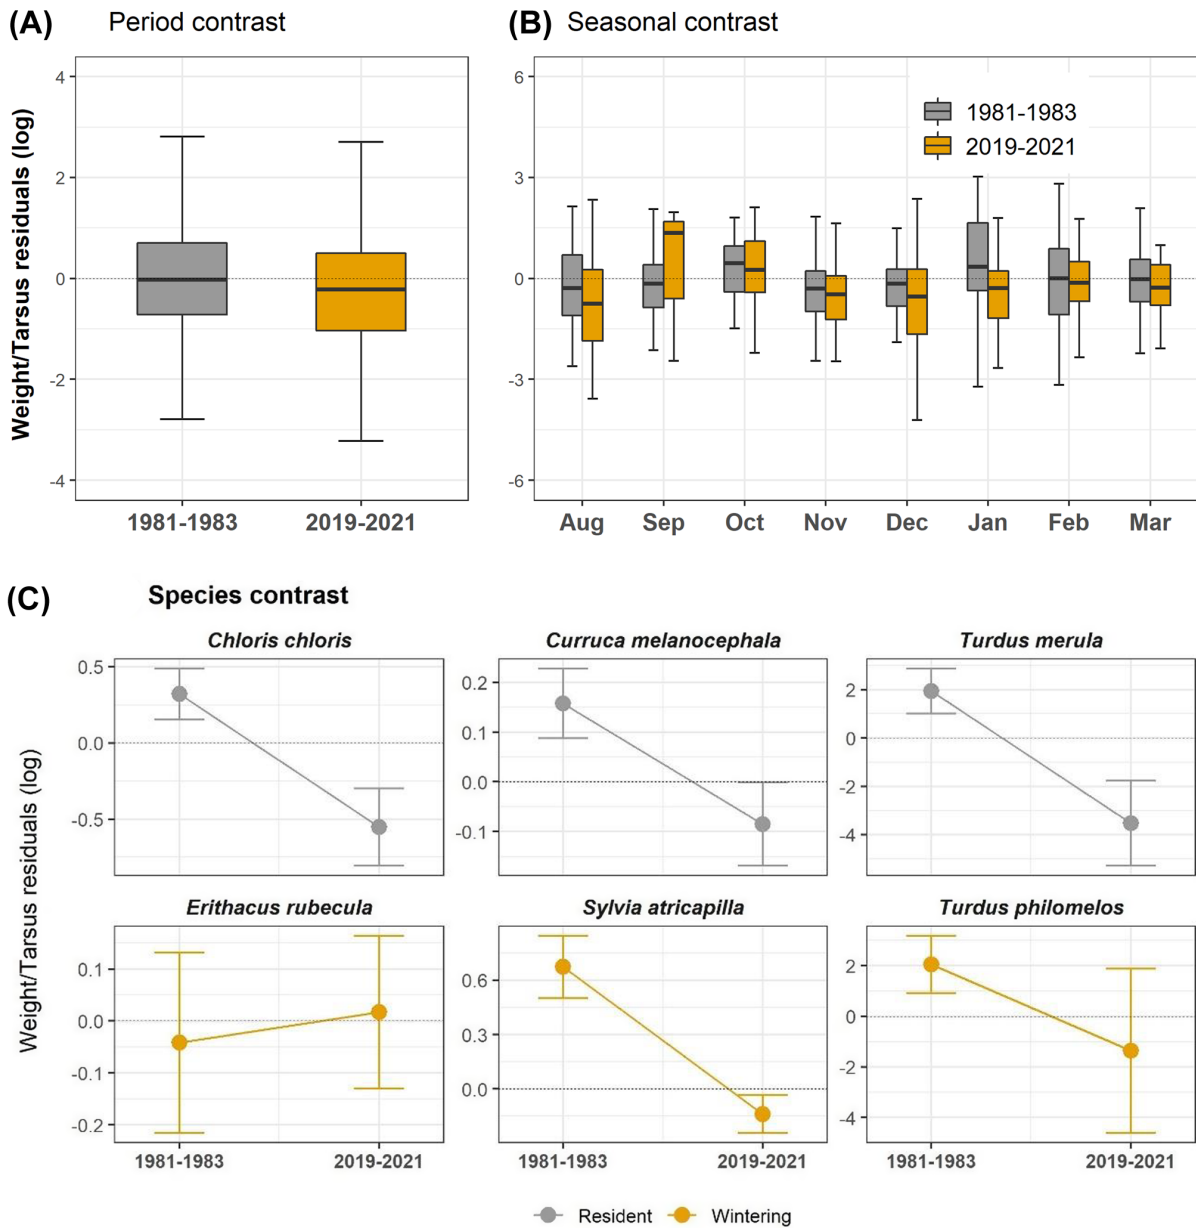 (A) Period contrast
(B) Seasonal contrast
Weight/Tarsus residuals (log)
4
2
0
-2
-4
1981-1983 2019-2021
6
3
0
-3
-6
1981-1983
2019-2021
Aug Sep Oct Nov Dec Jan Feb Mar
(C) Species contrast
Weight/Tarsus residuals (log)
Chloris chloris
0.5
0.0
-0.5
Curruca melanocephala
0.2
0.1
0.0
-0.1
Turdus merula
2
0
-2
-4
Erithacus rubecula
0.1
0.0
-0.1
-0.2
1981-1983 2019-2021
Sylvia atricapilla
0.6
0.3
0.0
1981-1983 2019-2021
Turdus philomelos
2
0
-2
-4
1981-1983 2019-2021
Resident Wintering